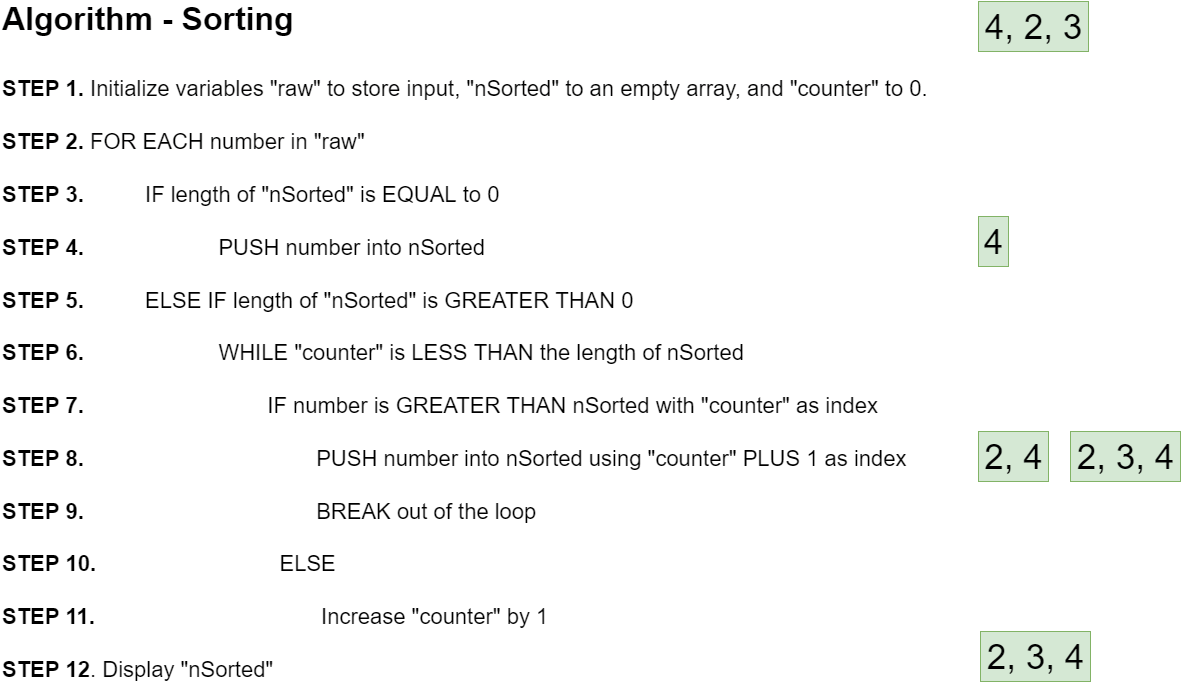 Algorithm - Sorting
4, 2, 3
STEP 1. Initialize variables "raw" to store input, "nSorted" to an empty array, and "counter" to 0.
STEP 2. FOR EACH number in "raw"
STEP 3. IF length of "nSorted" is EQUAL to 0
STEP 4. PUSH number into nSorted
4
STEP 5. ELSE IF length of "nSorted" is GREATER THAN 0
STEP 6. WHILE "counter" is LESS THAN the length of nSorted
STEP 7. IF number is GREATER THAN nSorted with "counter" as index
STEP 8. PUSH number into nSorted using "counter" PLUS 1 as index
2, 4
2, 3, 4
STEP 9. BREAK out of the loop
STEP 10. ELSE
STEP 11. Increase "counter" by 1
STEP 12. Display "nSorted"
2, 3, 4